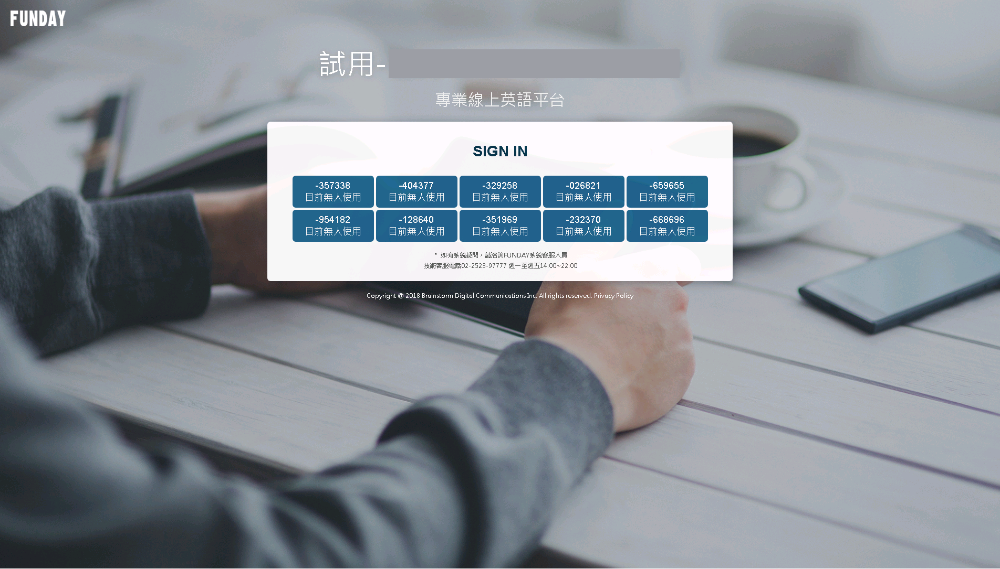 FUNDAY
試用-
專業線上英語平台
SIGN IN
-357338
目前無人使用
-404377
目前無人使用
-329258
目前無人使用
-026821
目前無人使用
-659655
目前無人使用
-954182
目前無人使用
-128640
目前無人使用
-351969
目前無人使用
-232370
目前無人使用
-668696
目前無人使用
* 如有系統疑問，請洽詢FUNDAY系統客服人員
技術客服電話02-2523-97777 週一至週五14:00~22:00
Copyright @ 2018 Brainstorm Digital Communications Inc. All rights reserved. Privacy Policy